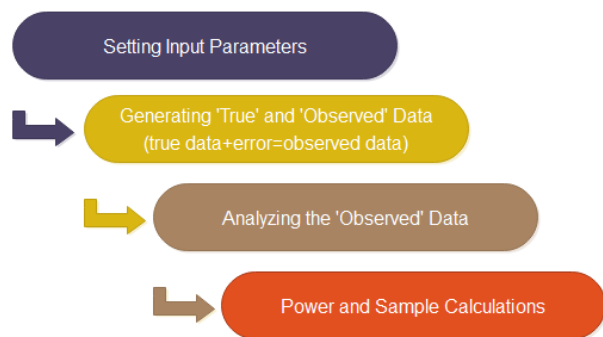 Setting Input Parameters
Generating 'True' and 'Observed' Data
(true data+error=observed data)
Analyzing the 'Observed' Data
Power and Sample Calculations